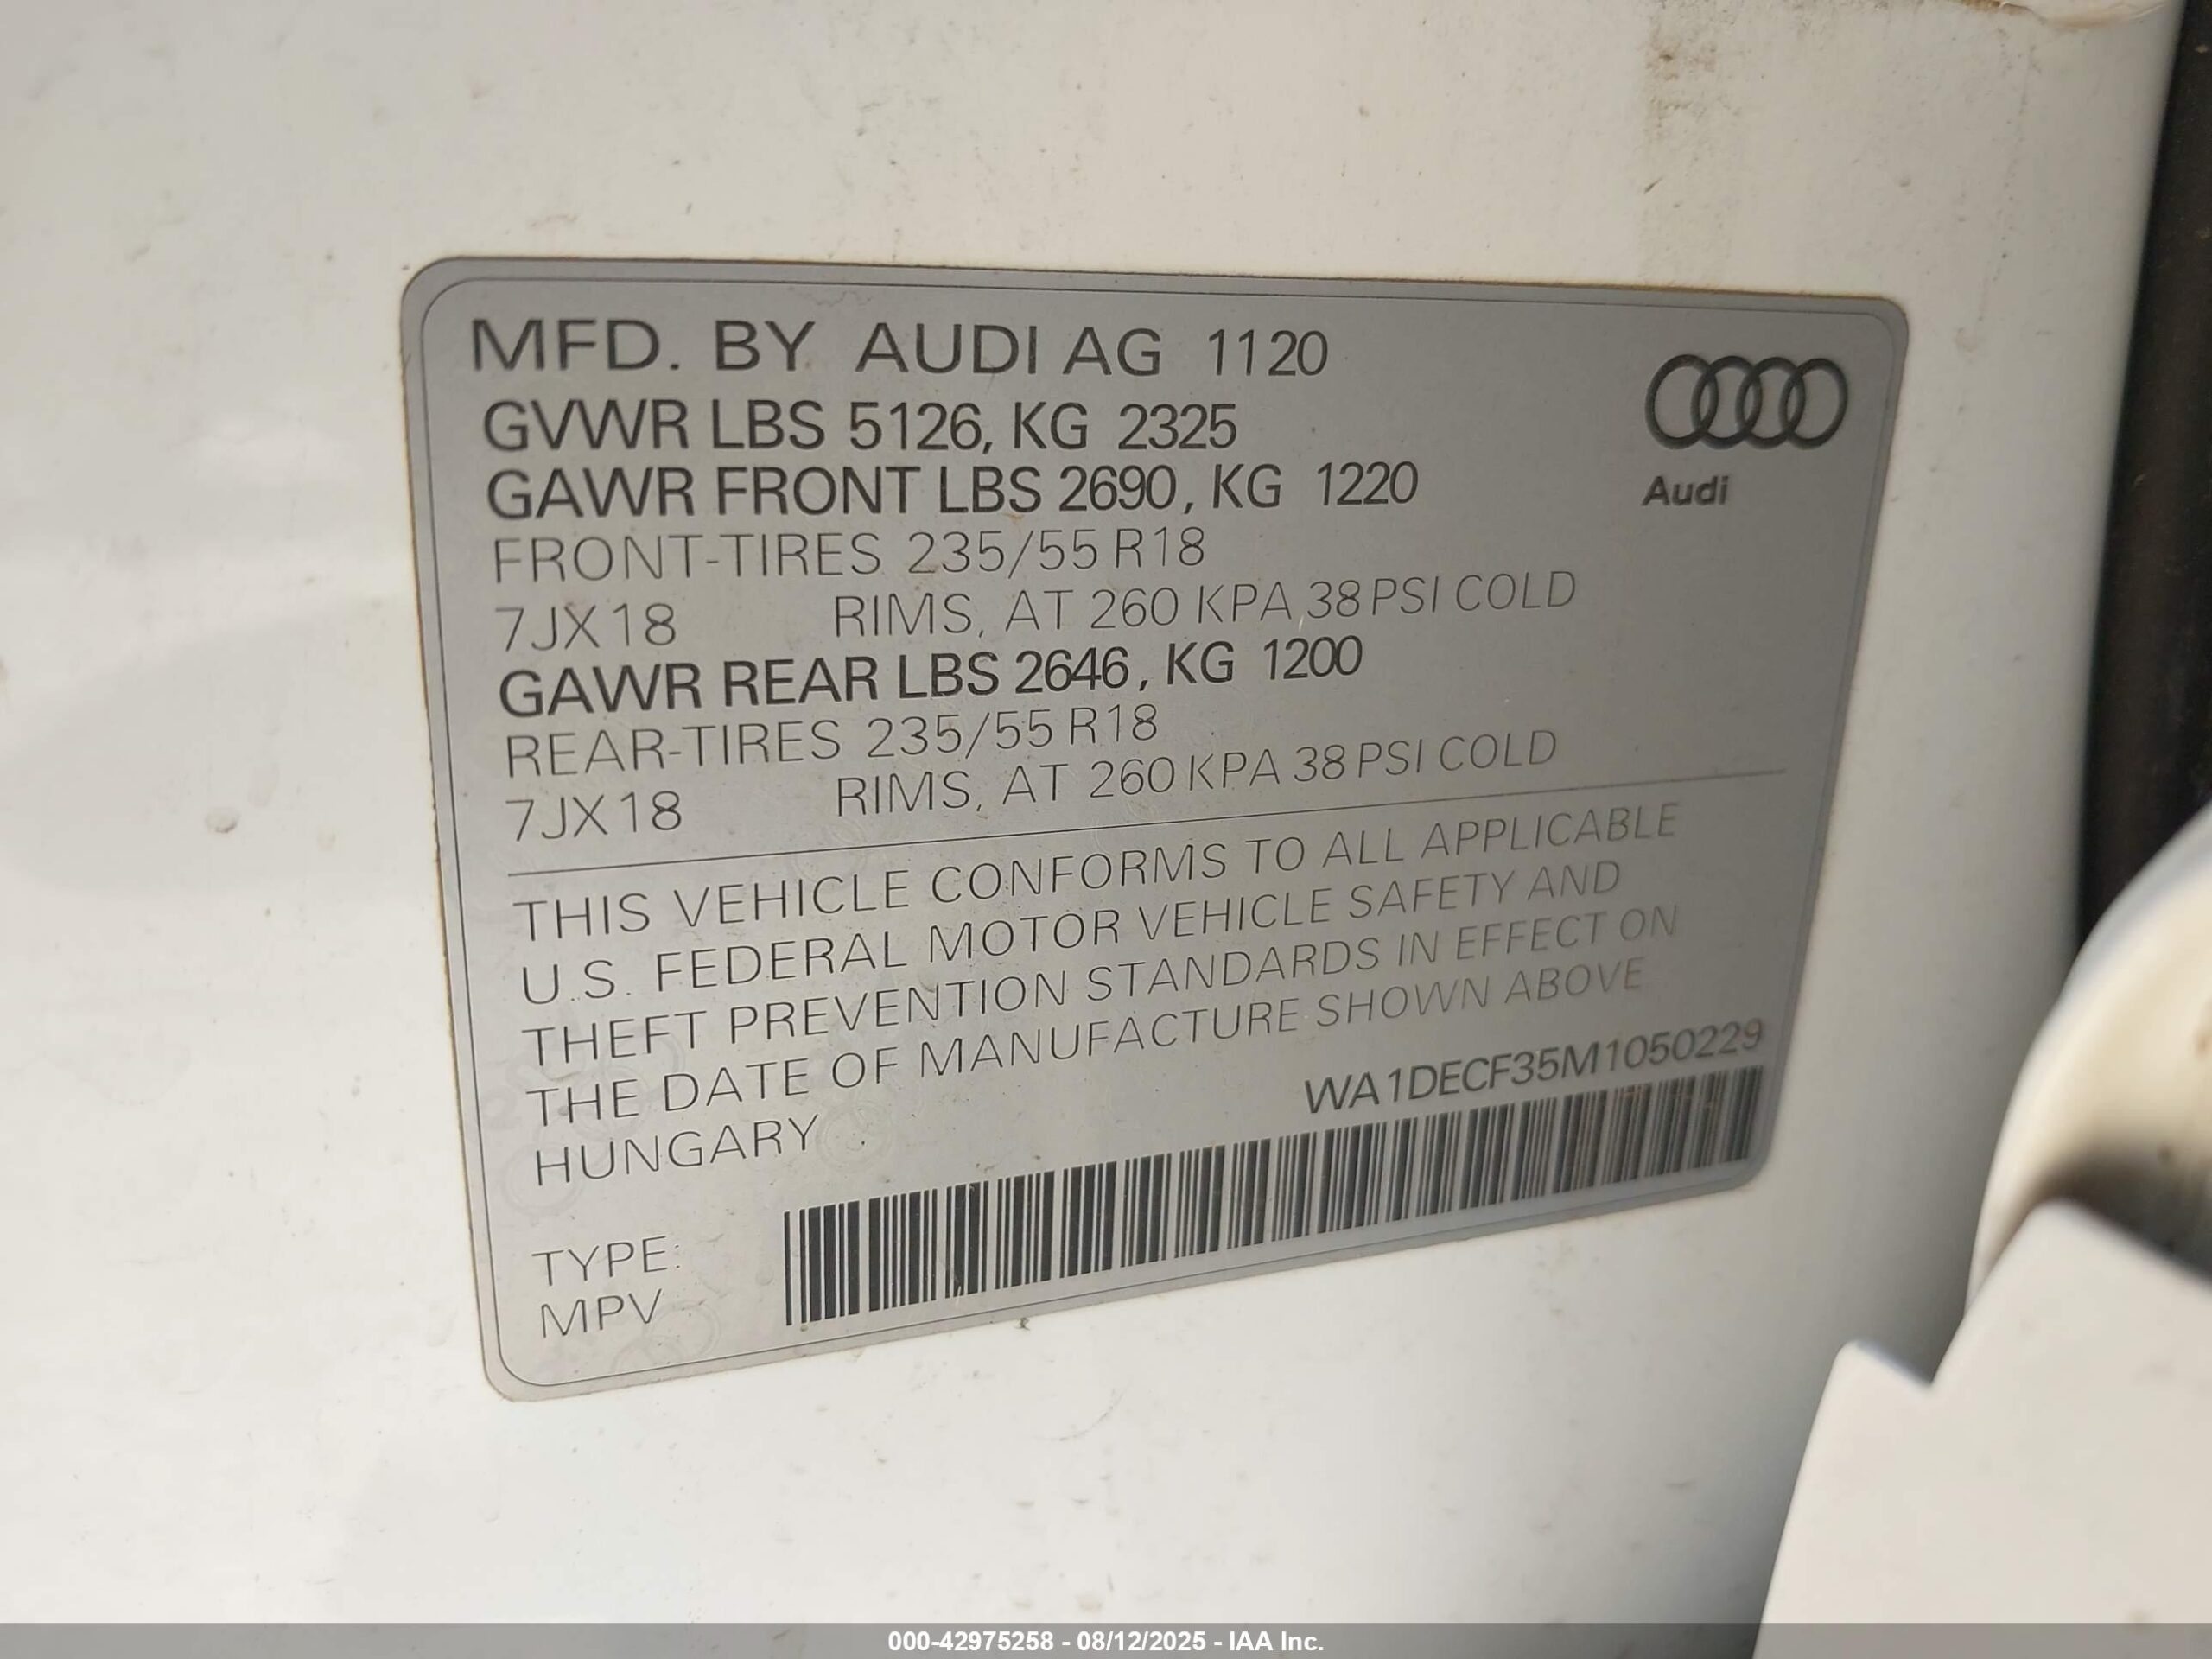 MFD. BY AUDI AG 1120
GVWR LBS 5126, KG 2325
GAWR FRONT LBS 2690, KG 1220
FRONT-TIRES 235/55 R18
7JX18 RIMS, AT 260 KPA,38PSI COLD
GAWR REAR LBS 2646, KG 1200
REAR-TIRES 235/55 R18
7JX18 RIMS, AT 260 KPA 38 PSI COLD
Audi
THIS VEHICLE CONFORMS TO ALL APPLICABLE
U.S. FEDERAL MOTOR VEHICLE SAFETY AND
THEFT PREVENTION STANDARDS IN EFFECT ON
THE DATE OF MANUFACTURE SHOWN ABOVE
HUNGARY
WA1DECF35M1050229
TYPE:
MPV
000-42975258 - 08/12/2025 - IAA Inc.